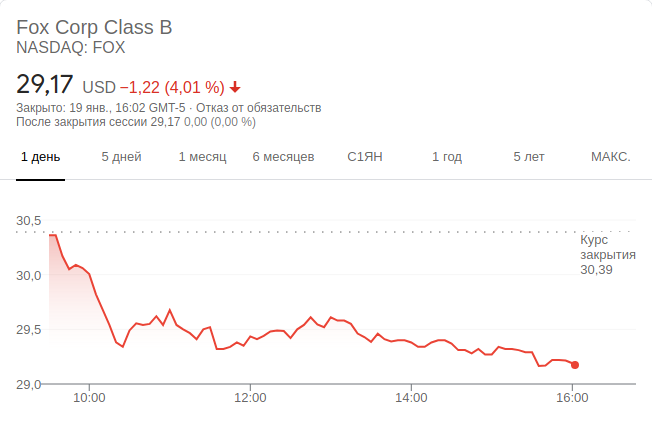 Fox Corp Class B
NASDAQ: FOX
29,17 USD −1,22 (4,01 %)
Закрыто: 19 янв., 16:02 GMT-5 · Отказ от обязательств
После закрытия сессии 29,17 0,00 (0,00 %)
1 день 5 дней 1 месяц 6 месяцев С1ЯН 1 год 5 лет МАКС.
30,5
Курс
закрытия
30,39
30,0
29,5
29,0
10:00 12:00 14:00 16:00